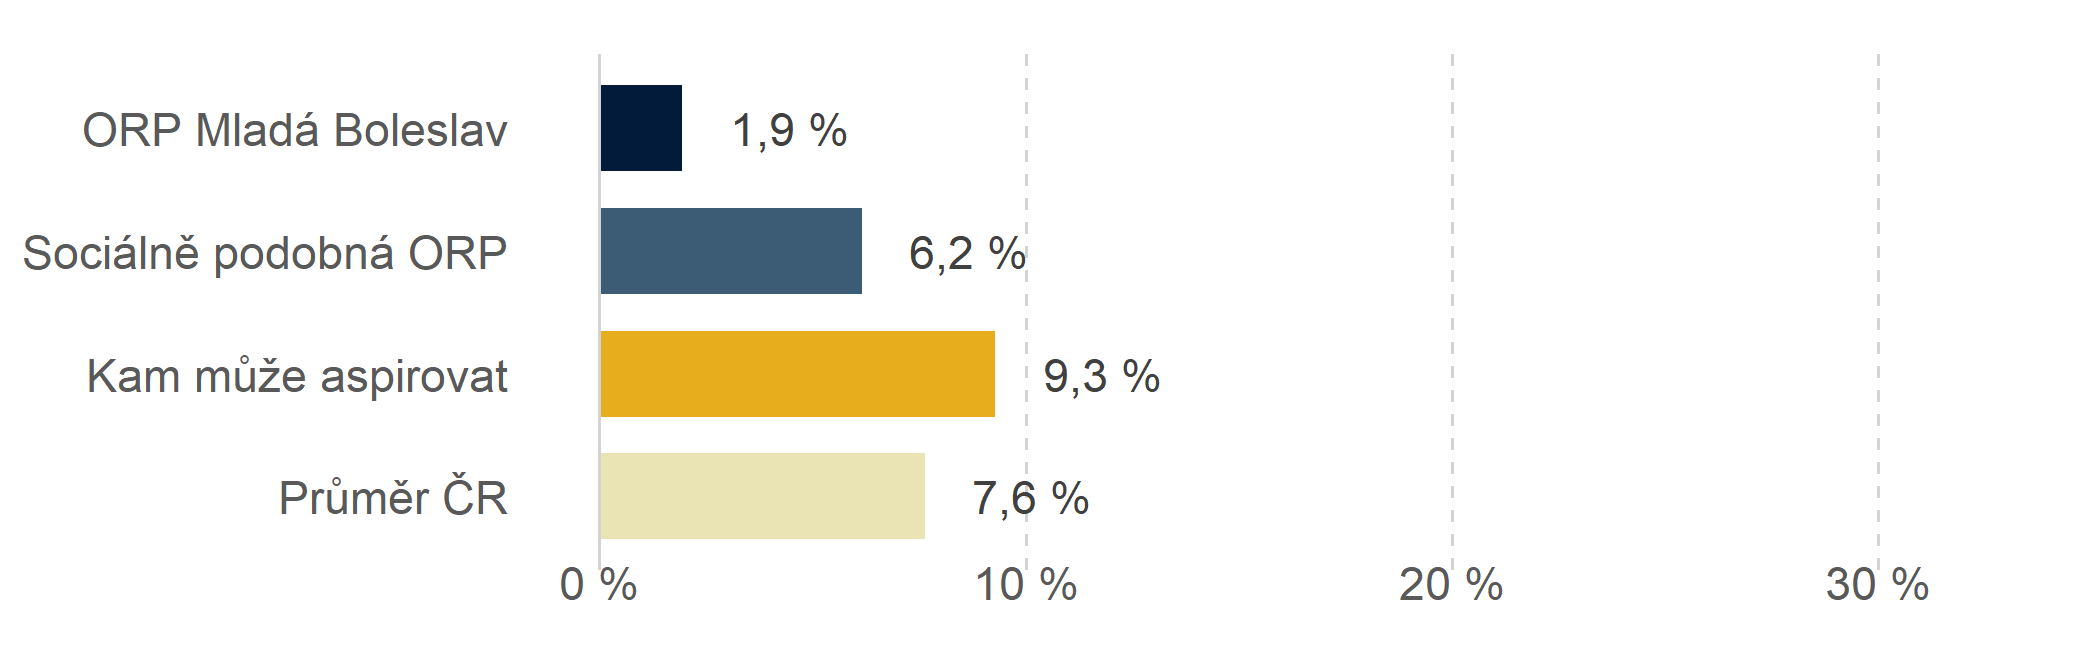 ORP Mladá Boleslav 1,9 %
Sociálně podobná ORP 6,2 %
Kam může aspirovat 9,3 %
Průměr ČR 7,6 %
0 % 10 % 20 % 30 %